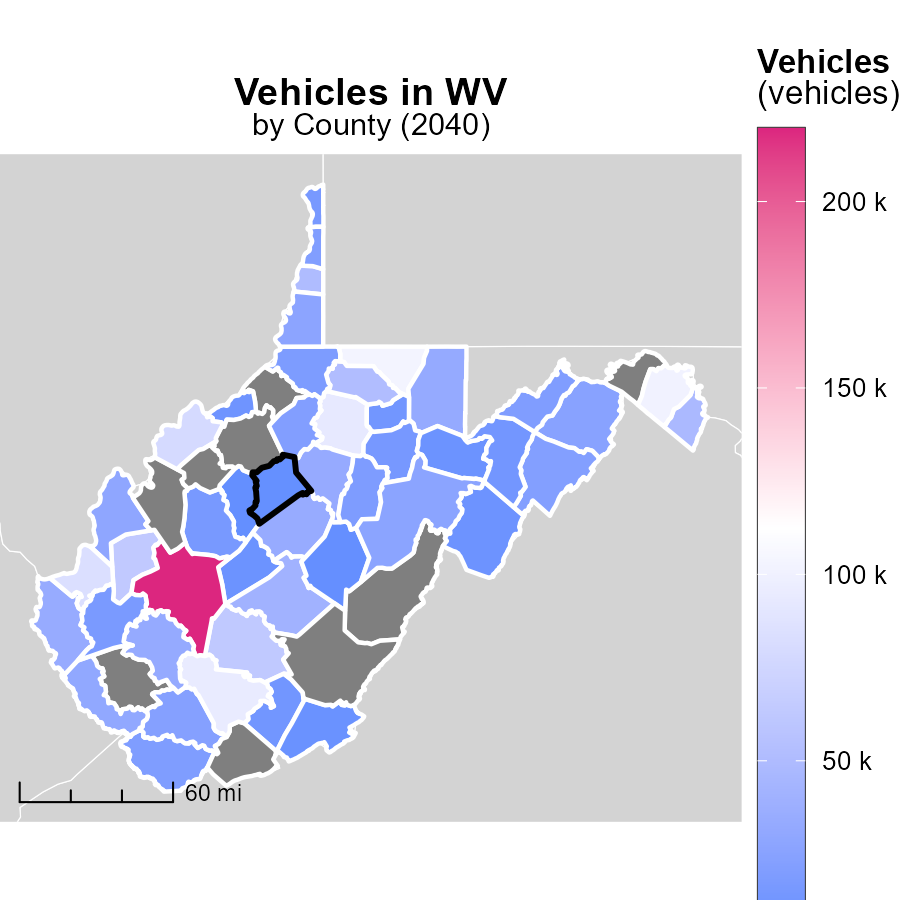 Vehicles in WV
by County (2040)
Vehicles
(vehicles)
200 k
150 k
100 k
50 k
60 mi